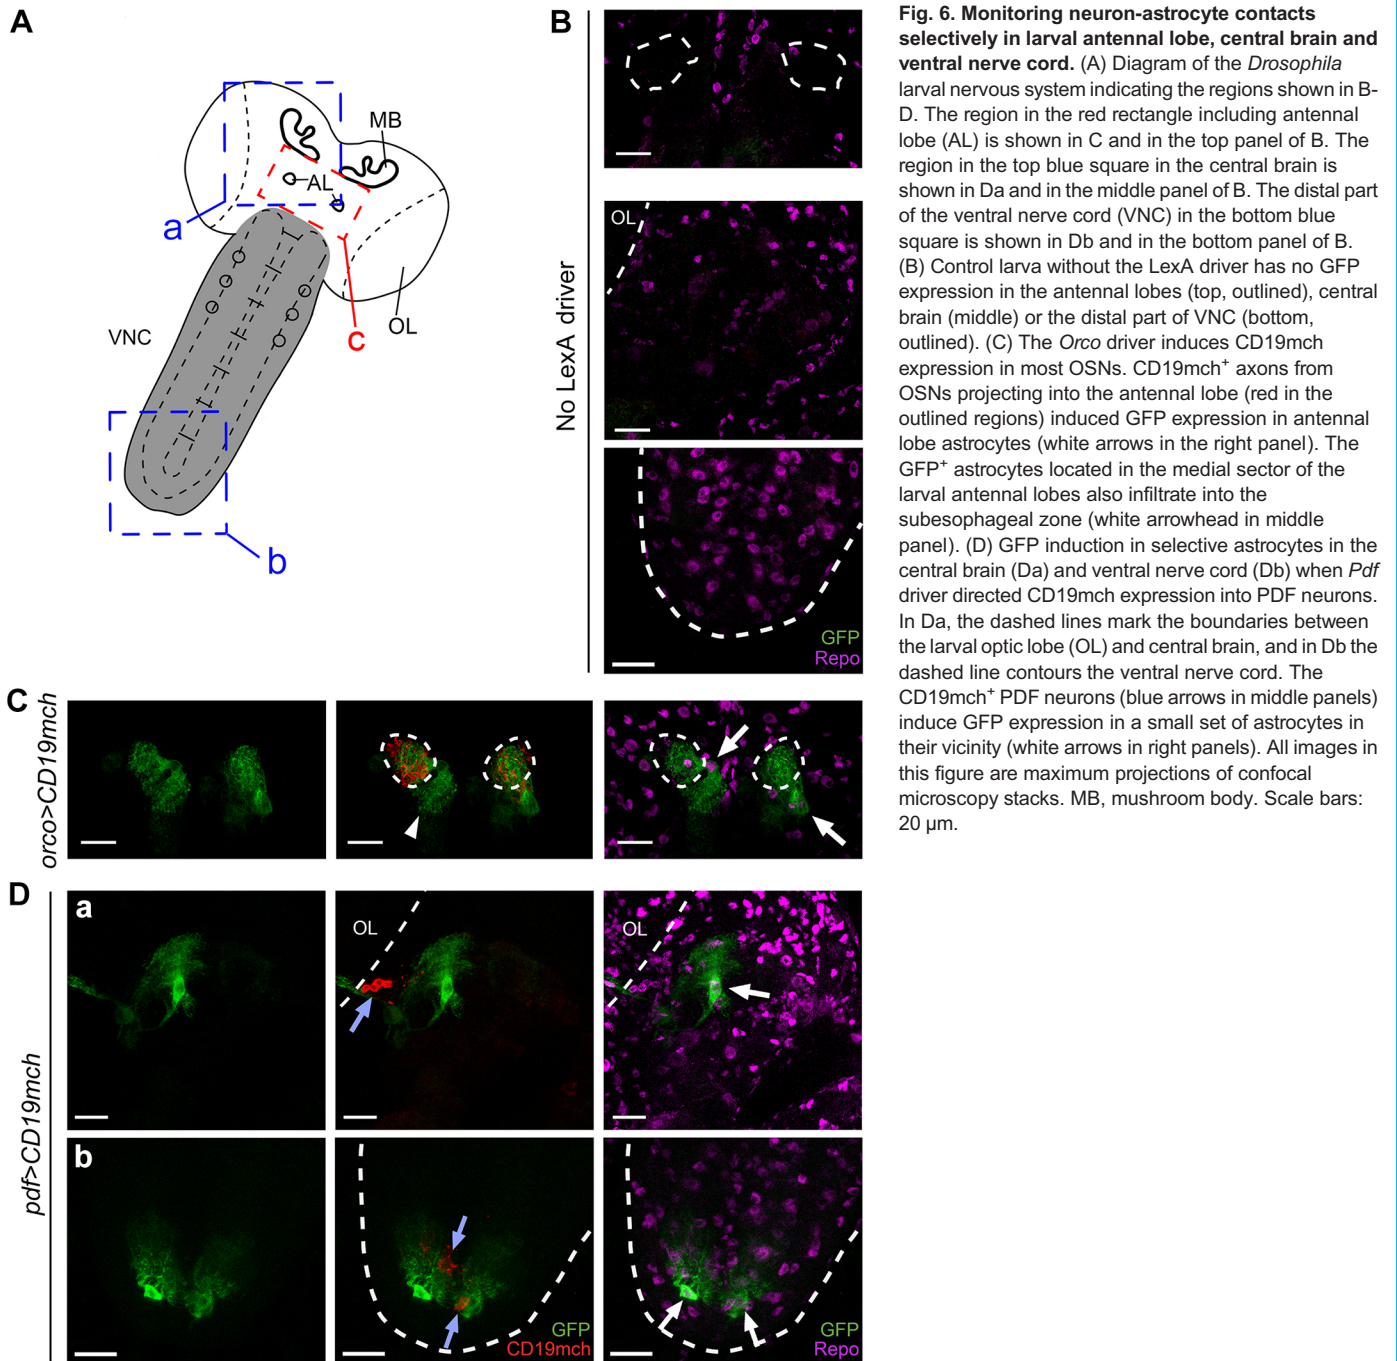 A
MB
AL
a
c
OL
VNC
b
B
No LexA driver
OL
GFP
Repo
Fig. 6. Monitoring neuron-astrocyte contacts
selectively in larval antennal lobe, central brain and
ventral nerve cord. (A) Diagram of the Drosophila
larval nervous system indicating the regions shown in B-
D. The region in the red rectangle including antennal
lobe (AL) is shown in C and in the top panel of B. The
region in the top blue square in the central brain is
shown in Da and in the middle panel of B. The distal part
of the ventral nerve cord (VNC) in the bottom blue
square is shown in Db and in the bottom panel of B.
(B) Control larva without the LexA driver has no GFP
expression in the antennal lobes (top, outlined), central
brain (middle) or the distal part of VNC (bottom,
outlined). (C) The Orco driver induces CD19mch
expression in most OSNs. CD19mch+ axons from
OSNs projecting into the antennal lobe (red in the
outlined regions) induced GFP expression in antennal
lobe astrocytes (white arrows in the right panel). The
GFP+ astrocytes located in the medial sector of the
larval antennal lobes also infiltrate into the
subesophageal zone (white arrowhead in middle
panel). (D) GFP induction in selective astrocytes in the
central brain (Da) and ventral nerve cord (Db) when Pdf
driver directed CD19mch expression into PDF neurons.
In Da, the dashed lines mark the boundaries between
the larval optic lobe (OL) and central brain, and in Db the
dashed line contours the ventral nerve cord. The
CD19mch+ PDF neurons (blue arrows in middle panels)
induce GFP expression in a small set of astrocytes in
their vicinity (white arrows in right panels). All images in
this figure are maximum projections of confocal
microscopy stacks. MB, mushroom body. Scale bars:
20 µm.
C
orco>CD19mch
D
pdf>CD19mch
a
OL
OL
b
GFP
CD19mch
GFP
Repo